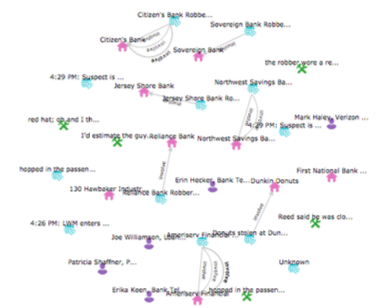 Citizen's Bank Robbe...
Sovereign Bank Robbe...
Citizen's Bank
Sovereign Bank
the robber wore a re...
4:29 PM: Suspect is ...
Jersey Shore Bank
Northwest Savings Ba...
Jersey Shore Bank Ro...
Mark Haley, Verizon ...
red hat; oh and I th...
I'd estimate the guy...
Reliance Bank
Northwest Savings Ba...
4:29 PM: Suspect is ...
hopped in the passen...
First National Bank ...
130 Hawbaker Industr...
Erin Hecker, Bank Te...
Dunkin Donuts
Reliance Bank Robber...
Reed said he was clo...
4:26 PM: LWM enters ...
Joe Williamson, Loan...
Ameriserv Financial ...
Donuts stolen at Dun...
Patricia Shaffner, P...
Unknown
Erika Keen, Bank Tel...
Ameriserv Financial
hopped in the passen...